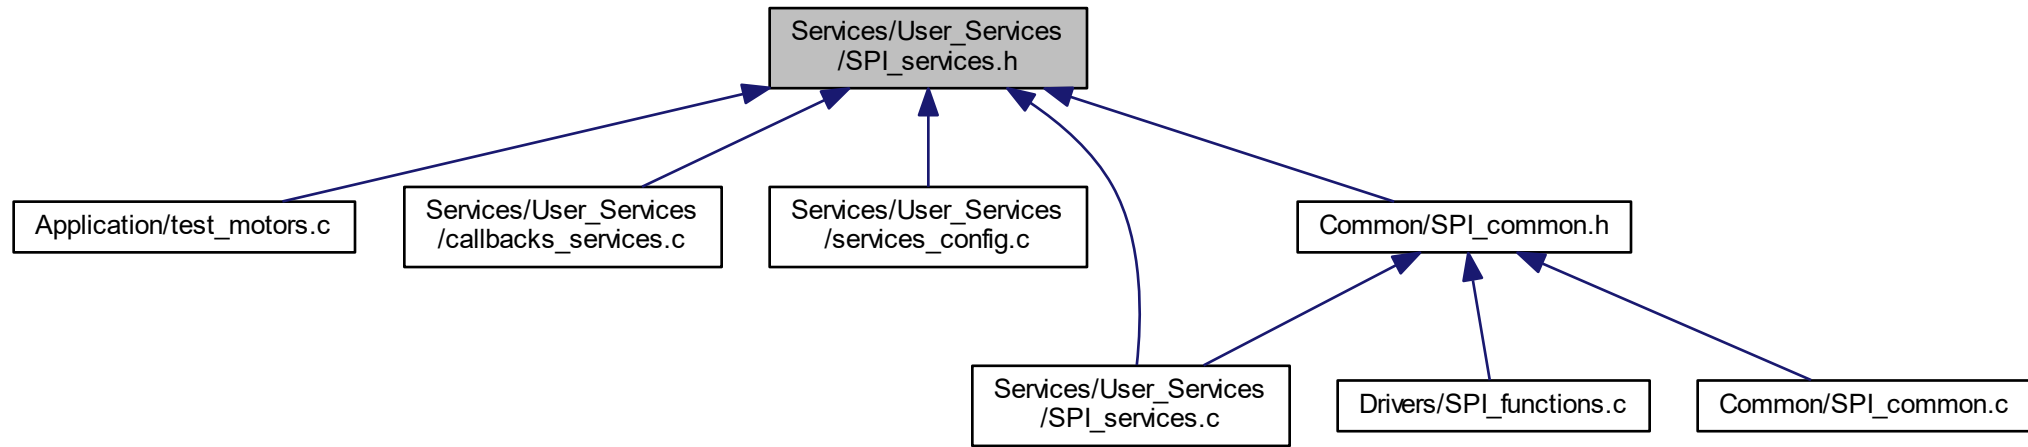 Services/User_Services
/SPI_services.h
Application/test_motors.c
Services/User_Services
/callbacks_services.c
Services/User_Services
/services_config.c
Common/SPI_common.h
Services/User_Services
/SPI_services.c
Drivers/SPI_functions.c
Common/SPI_common.c